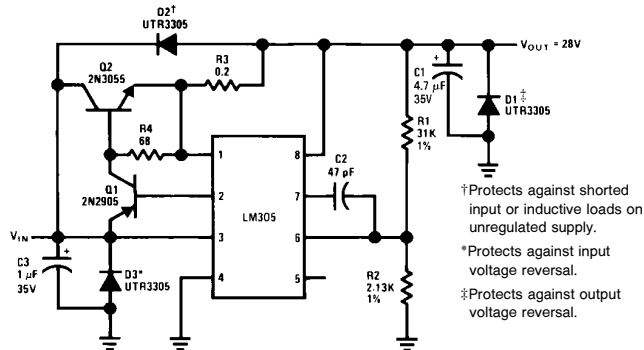 D2†
UTR3305
VOUT = 28V
Q2
2N3055
R3
0.2
C1
4.7 µF
35V
+
D1‡
UTR3305
R4
68
R1
31K
1%
1
8
C2
47 pF
Q1
2N2905
2
7
LM305
VIN
3
6
C3
1 µF
35V
+
D3*
UTR3305
4
5
R2
2.13K
1%
†Protects against shorted
input or inductive loads on
unregulated supply.
*Protects against input
voltage reversal.
‡Protects against output
voltage reversal.